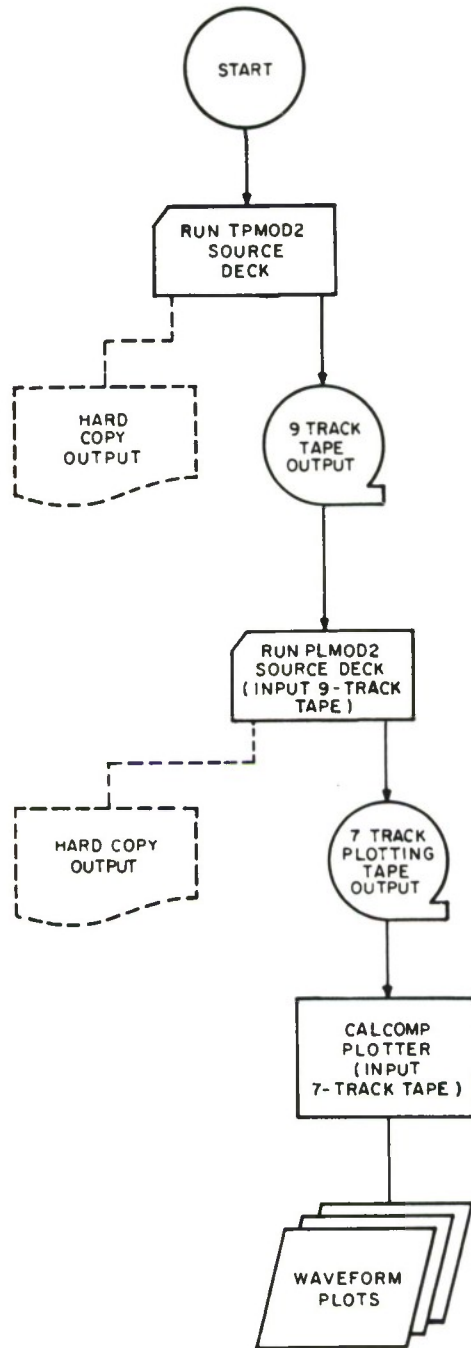 START
RUN TPMOD2
SOURCE
DECK
HARD
COPY
OUTPUT
9 TRACK
TAPE
OUTPUT
RUN PLMOD2
SOURCE DECK
(INPUT 9-TRACK
TAPE)
HARD COPY
OUTPUT
7 TRACK
PLOTTING
TAPE
OUTPUT
CALCOMP
PLOTTER
(INPUT
7-TRACK TAPE)
WAVEFORM
PLOTS